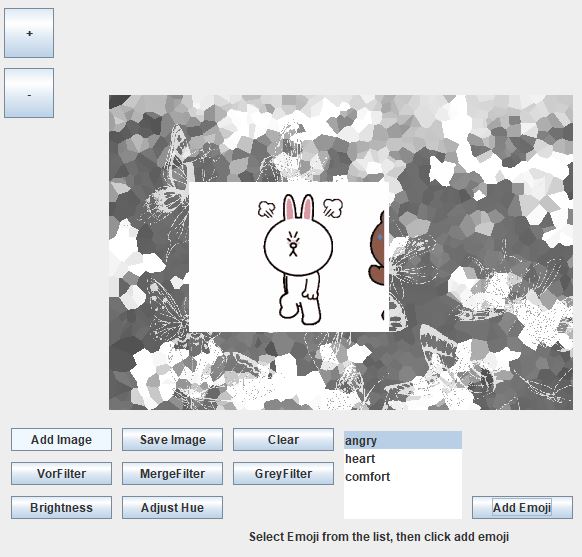 +
-
Add Image
Save Image
Clear
angry
heart
comfort
VorFilter
MergeFilter
GreyFilter
Brightness
Adjust Hue
Add Emoji
Select Emoji from the list, then click add emoji